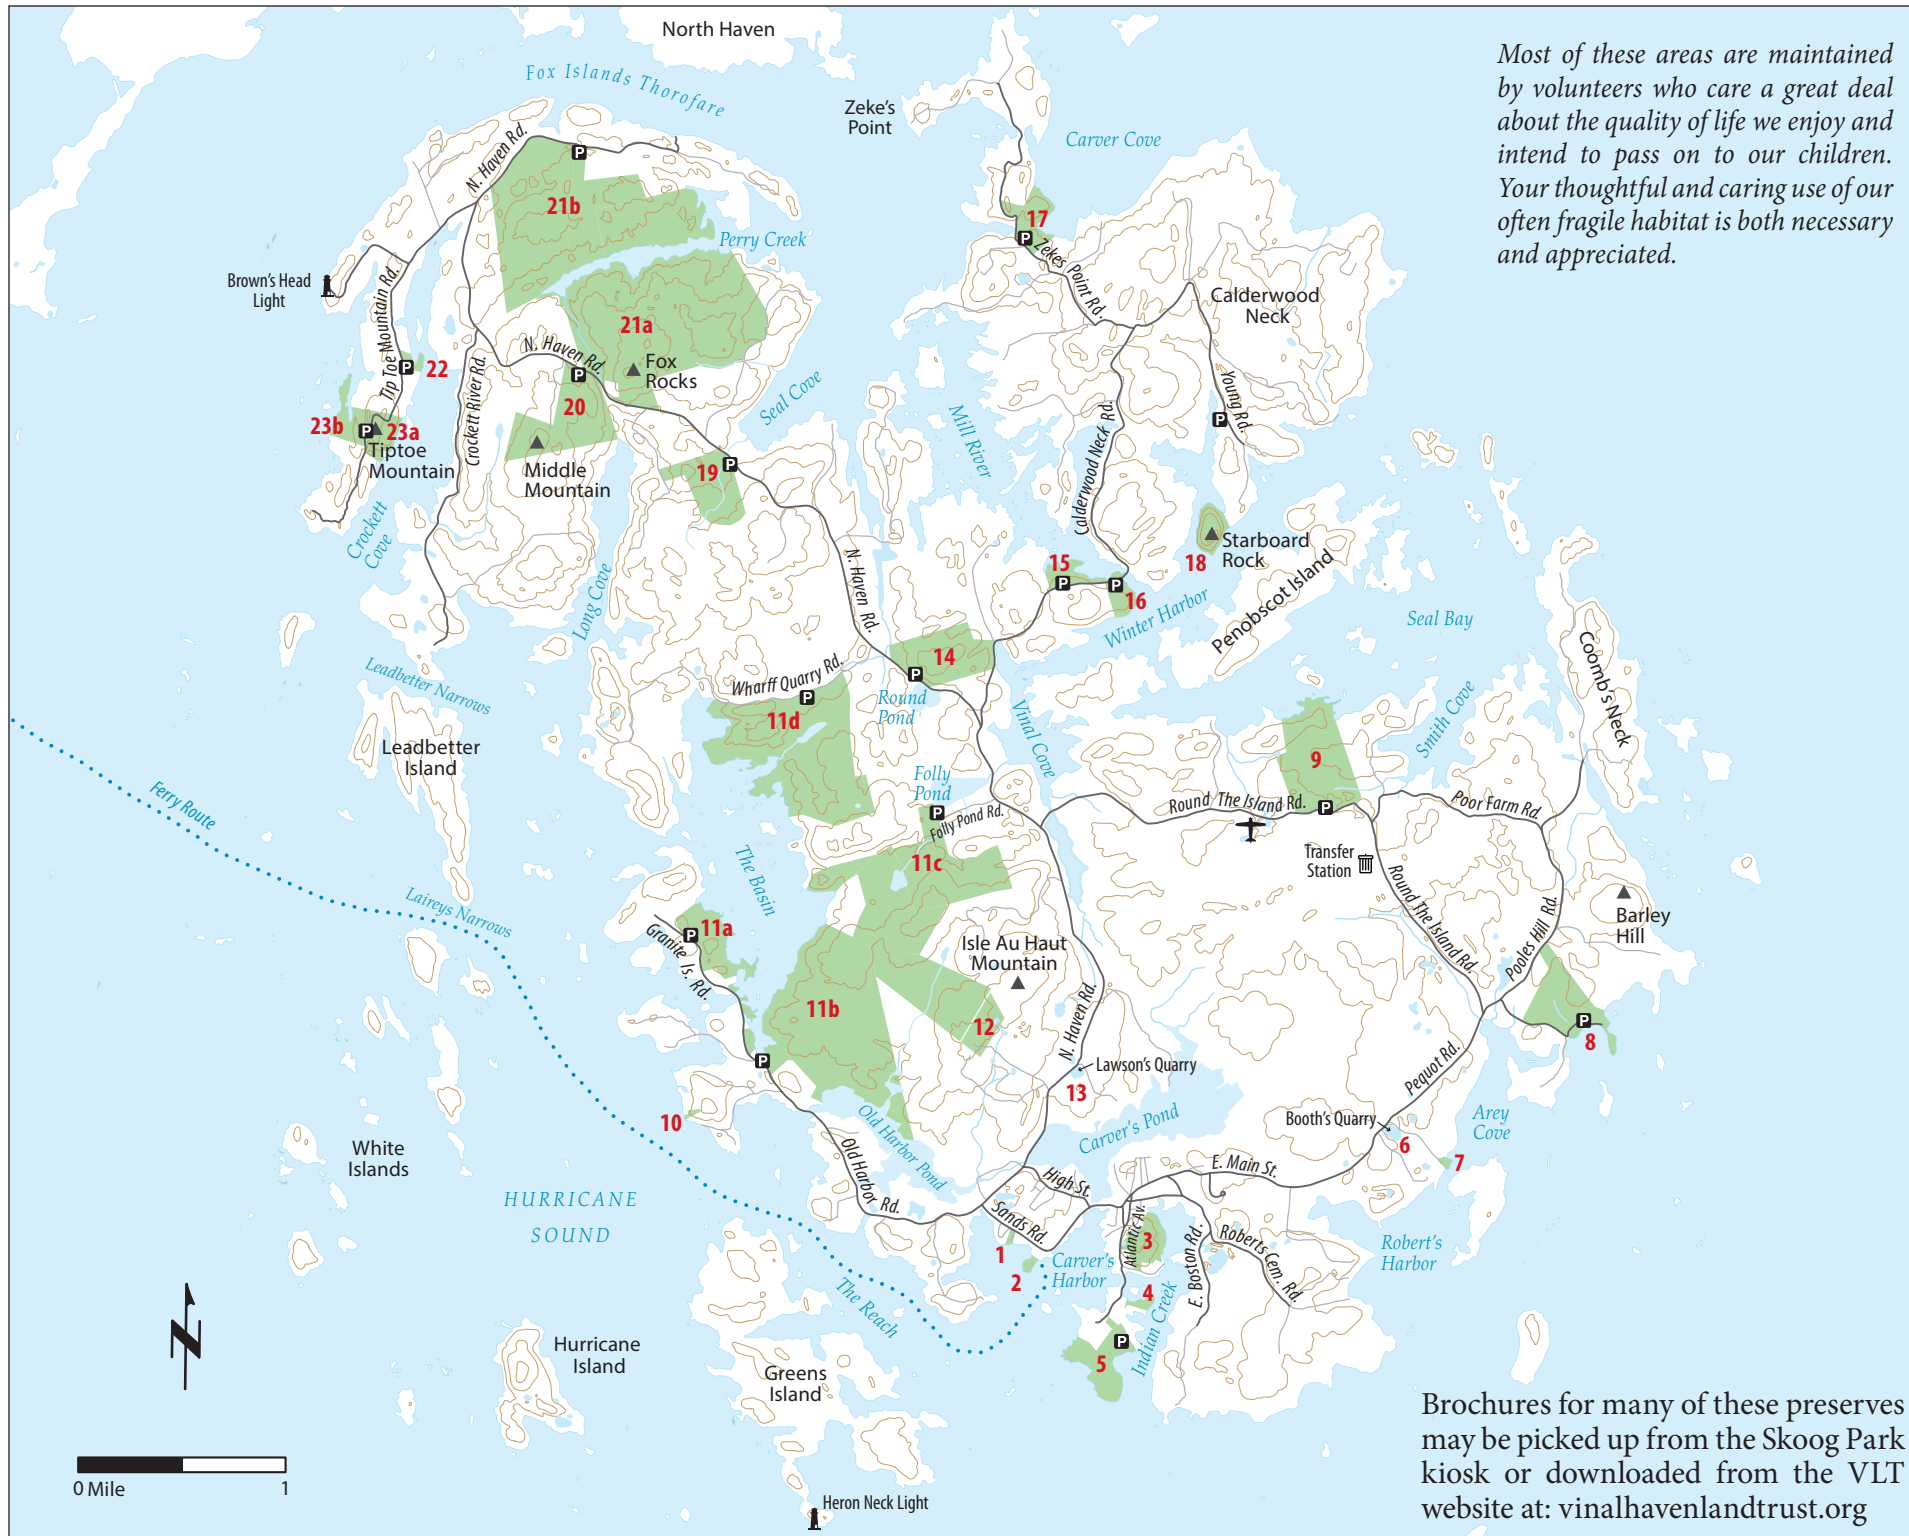 North Haven
Fox Islands Thorofare
Most of these areas are maintained
by volunteers who care a great deal
about the quality of life we enjoy and
intend to pass on to our children.
Your thoughtful and caring use of our
often fragile habitat is both necessary
and appreciated.
Zeke's
Point
Carver Cove
N. Haven Rd.
P
21b
17
P
Perry Creek
Zekes Point Rd.
Brown's Head
Light
Tip Toe Mountain Rd.
Calderwood
Neck
21a
N. Haven Rd.
Fox
Rocks
P
22
P
Crockett River Rd.
Seal Cove
20
Young Rd.
P
Mill River
Calderwood Neck Rd.
23b
P
23a
Tiptoe
Mountain
Middle
Mountain
19
P
Crockett
Cove
Starboard
Rock
18
N. Haven Rd.
15
P
P
16
Long Cove
Winter Harbor
Penobscot Island
Seal Bay
Coomb's Neck
14
P
Leadbetter Narrows
Wharff Quarry Rd.
P
11d
Round
Pond
Vinal Cove
Smith Cove
Leadbetter
Island
Ferry Route
9
Folly
Pond
P
Folly Pond Rd.
Round The Island Rd.
P
Poor Farm Rd.
Transfer
Station
11c
The Basin
Round The Island Rd.
Laireys Narrows
Barley
Hill
11a
P
Granite Is. Rd.
Isle Au Haut
Mountain
Pooles Hill Rd.
11b
12
N. Haven Rd.
P
8
P
Lawson's Quarry
13
Pequot Rd.
10
Old Harbor Pond
Carver's Pond
Booth's Quarry
6
Arey
Cove
7
White
Islands
Old Harbor Rd.
High St.
E. Main St.
HURRICANE
SOUND
Sands Rd.
1
2
Carver's
Harbor
Atlantic Av.
3
E. Boston Rd.
Roberts Cem. Rd.
Robert's
Harbor
4
Indian Creek
The Reach
P
5
Hurricane
Island
Greens
Island
Brochures for many of these preserves
may be picked up from the Skoog Park
kiosk or downloaded from the VLT
website at: vinalhavenlandtrust.org
0 Mile 1
Heron Neck Light